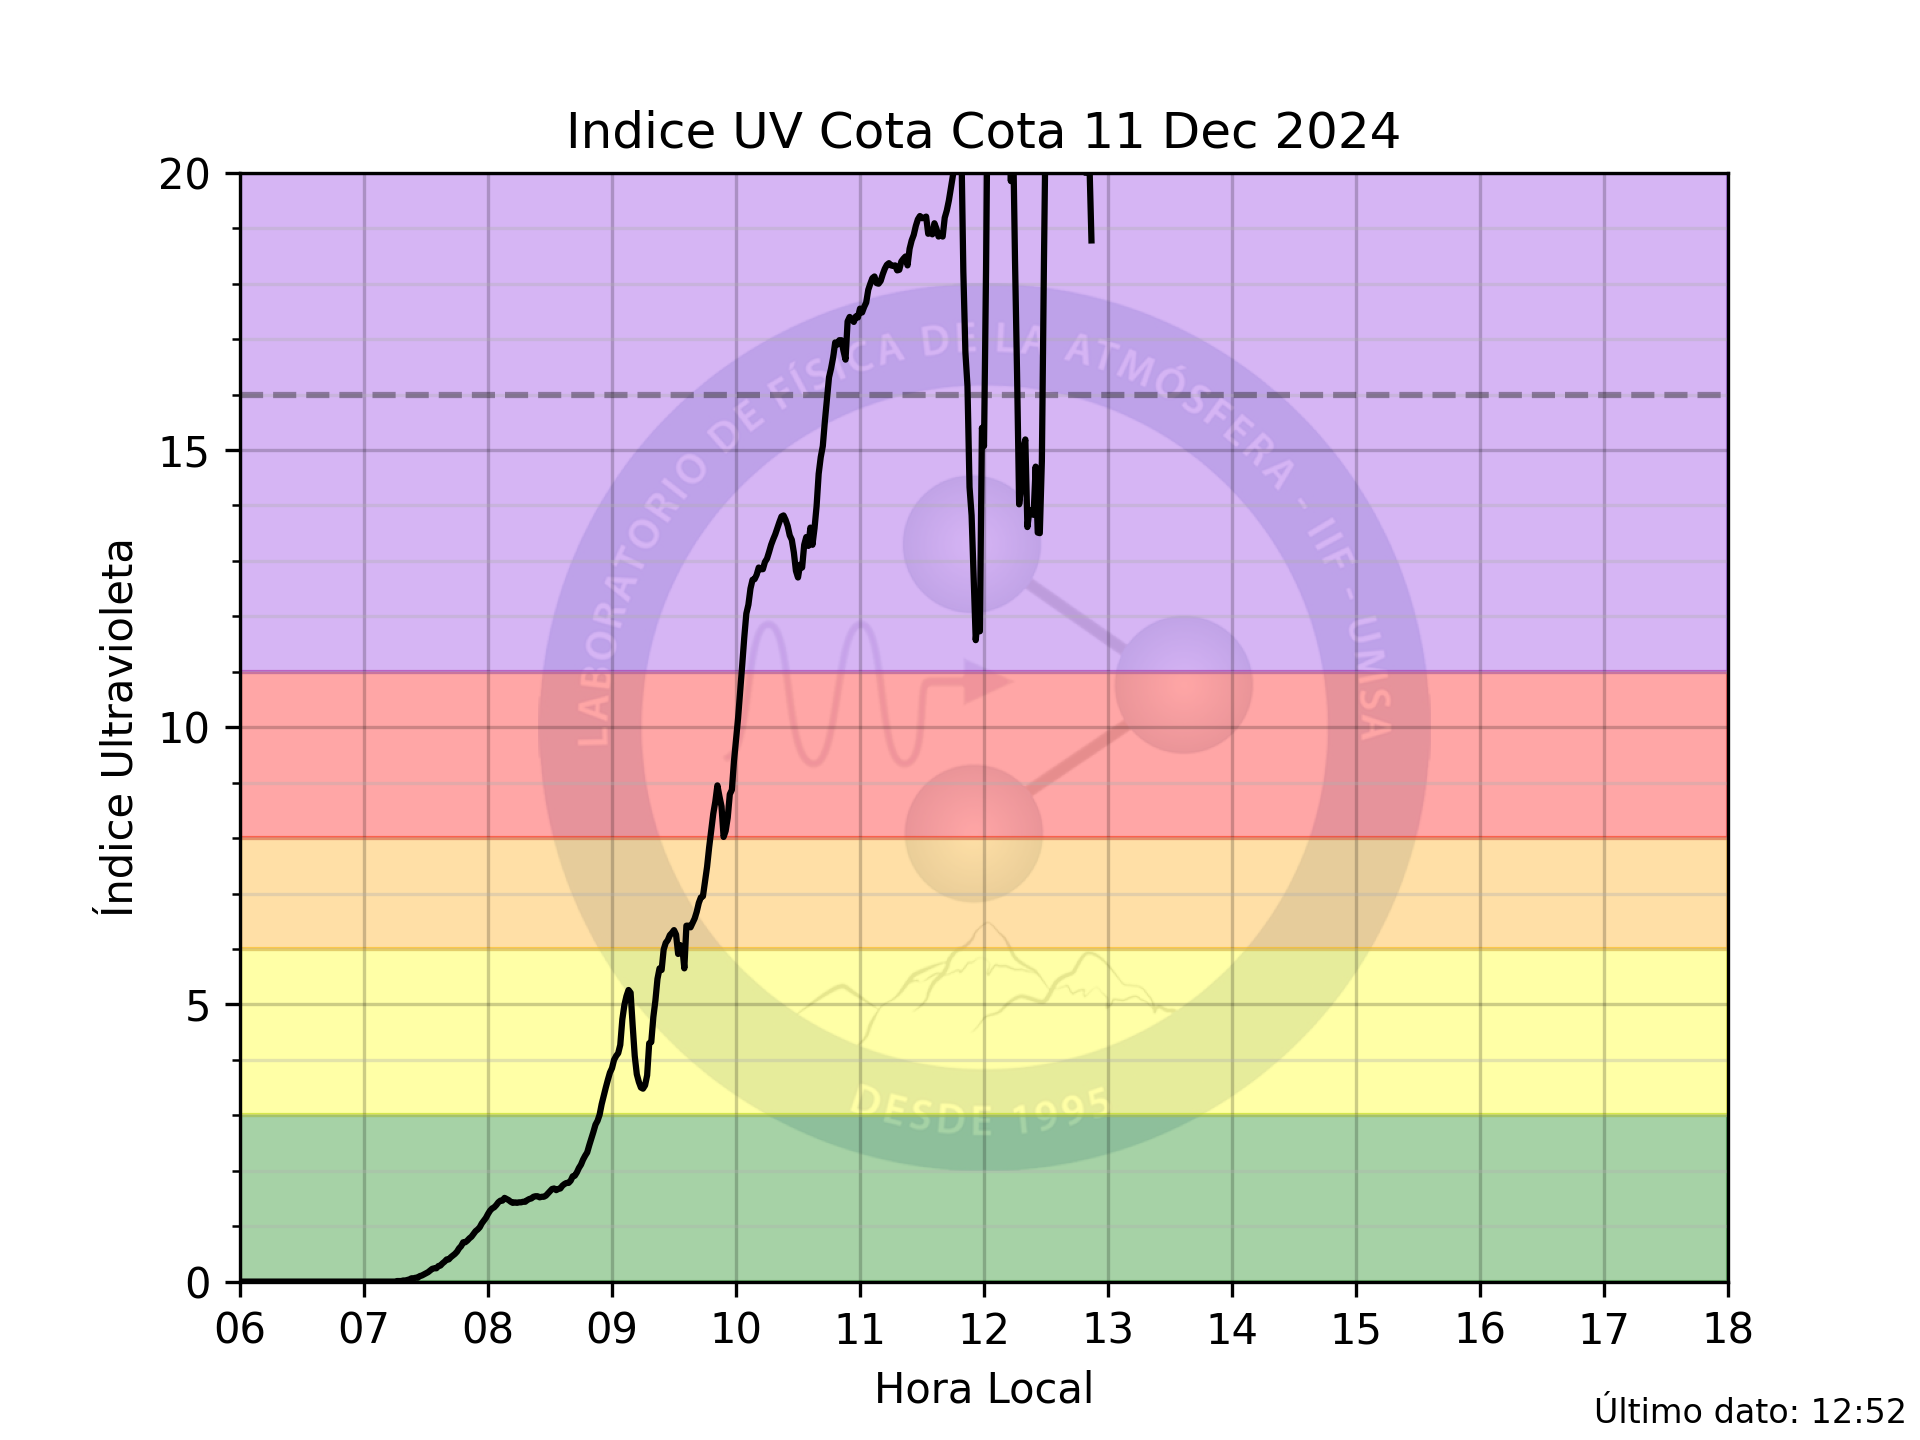 Indice UV Cota Cota 11 Dec 2024
20
15
10
5
0
Índice Ultravioleta
LABORATORIO DE FÍSICA DE LA ATMÓSFERA - IIF - UMSA
DESDE 1995
06 07 08 09 10 11 12 13 14 15 16 17 18
Hora Local
Último dato: 12:52